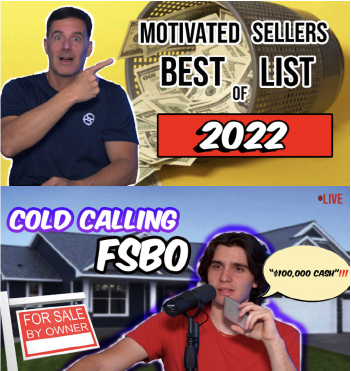 MOTIVATED SELLERS
BEST OF LIST
2022
LIVE
COLD CALLING
FSBO
"$100,000 CASH"!!!
FOR SALE
BY OWNER